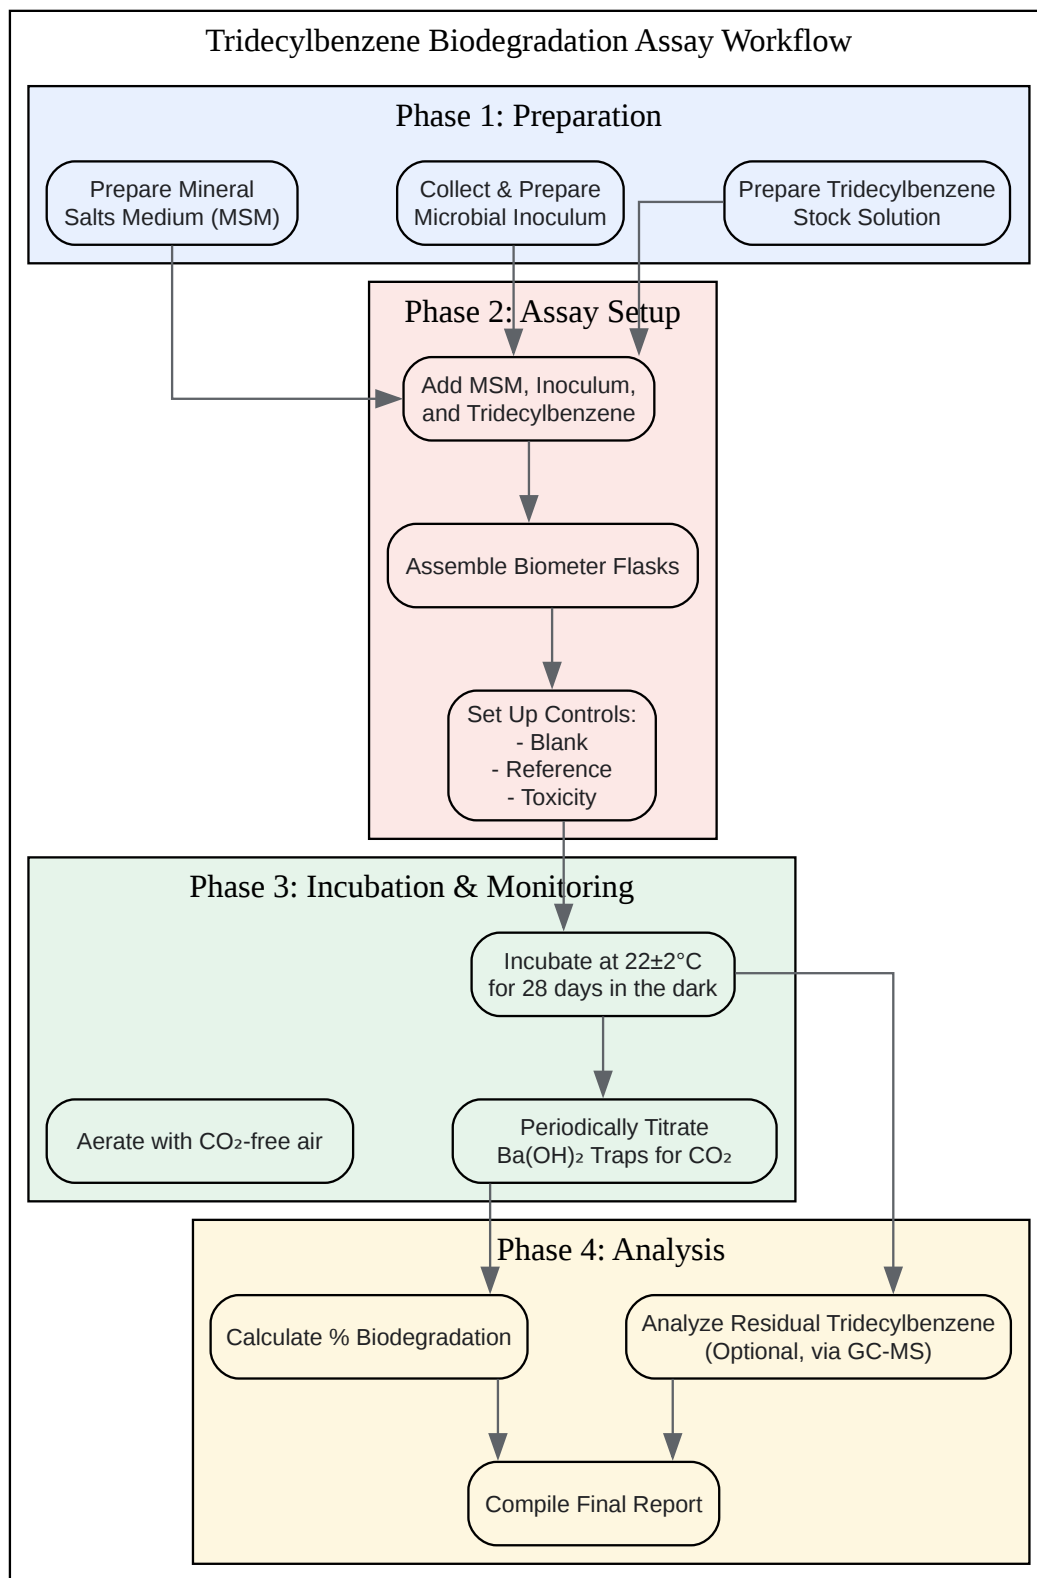 Tridecylbenzene Biodegradation Assay Workflow
Phase 1: Preparation
Prepare Mineral
Salts Medium (MSM)
Collect & Prepare
Microbial Inoculum
Prepare Tridecylbenzene
Stock Solution
Phase 2: Assay Setup
Add MSM, Inoculum,
and Tridecylbenzene
Assemble Biometer Flasks
Set Up Controls:
- Blank
- Reference
- Toxicity
Phase 3: Incubation & Monitoring
Incubate at 22±2°C
for 28 days in the dark
Aerate with CO₂-free air
Periodically Titrate
Ba(OH)₂ Traps for CO₂
Phase 4: Analysis
Calculate % Biodegradation
Analyze Residual Tridecylbenzene
(Optional, via GC-MS)
Compile Final Report